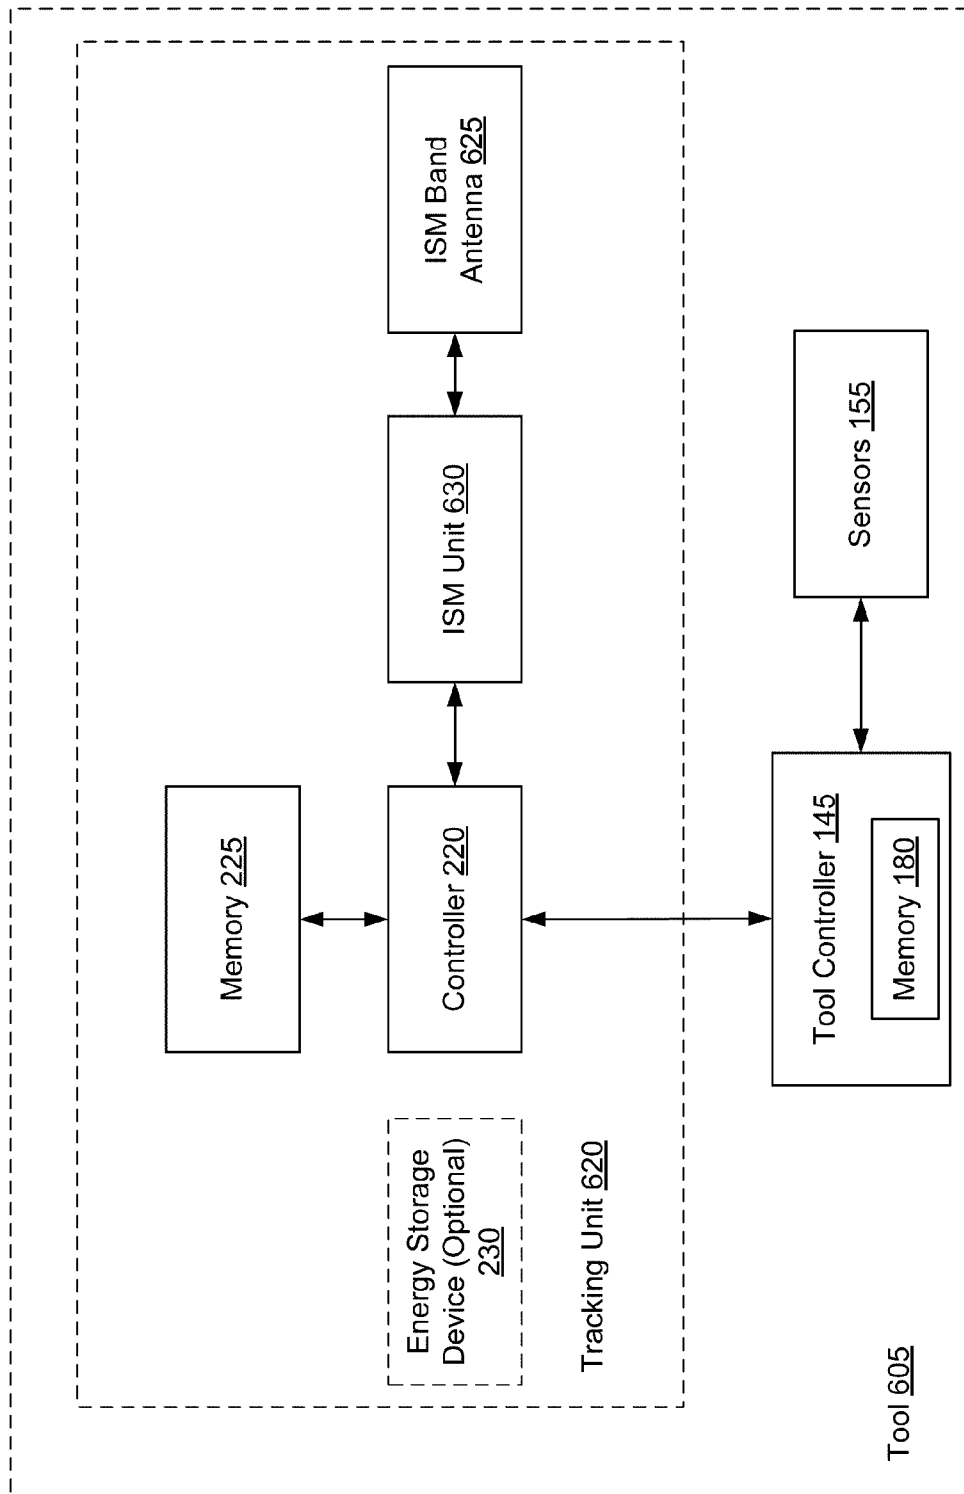 Memory 225
Energy Storage
Device (Optional)
230
Controller 220
ISM Unit 630
ISM Band
Antenna 625
Tracking Unit 620
Tool Controller 145
Memory 180
Sensors 155
Tool 605